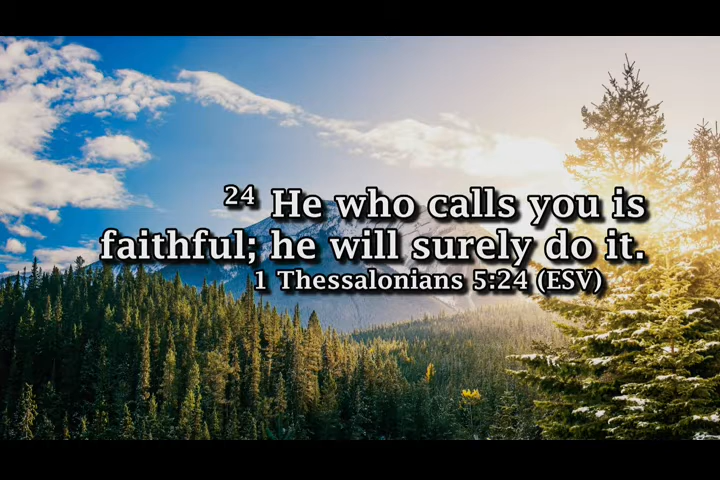 24 He who calls you is
faithful; he will surely do it.
1 Thessalonians 5:24 (ESV)